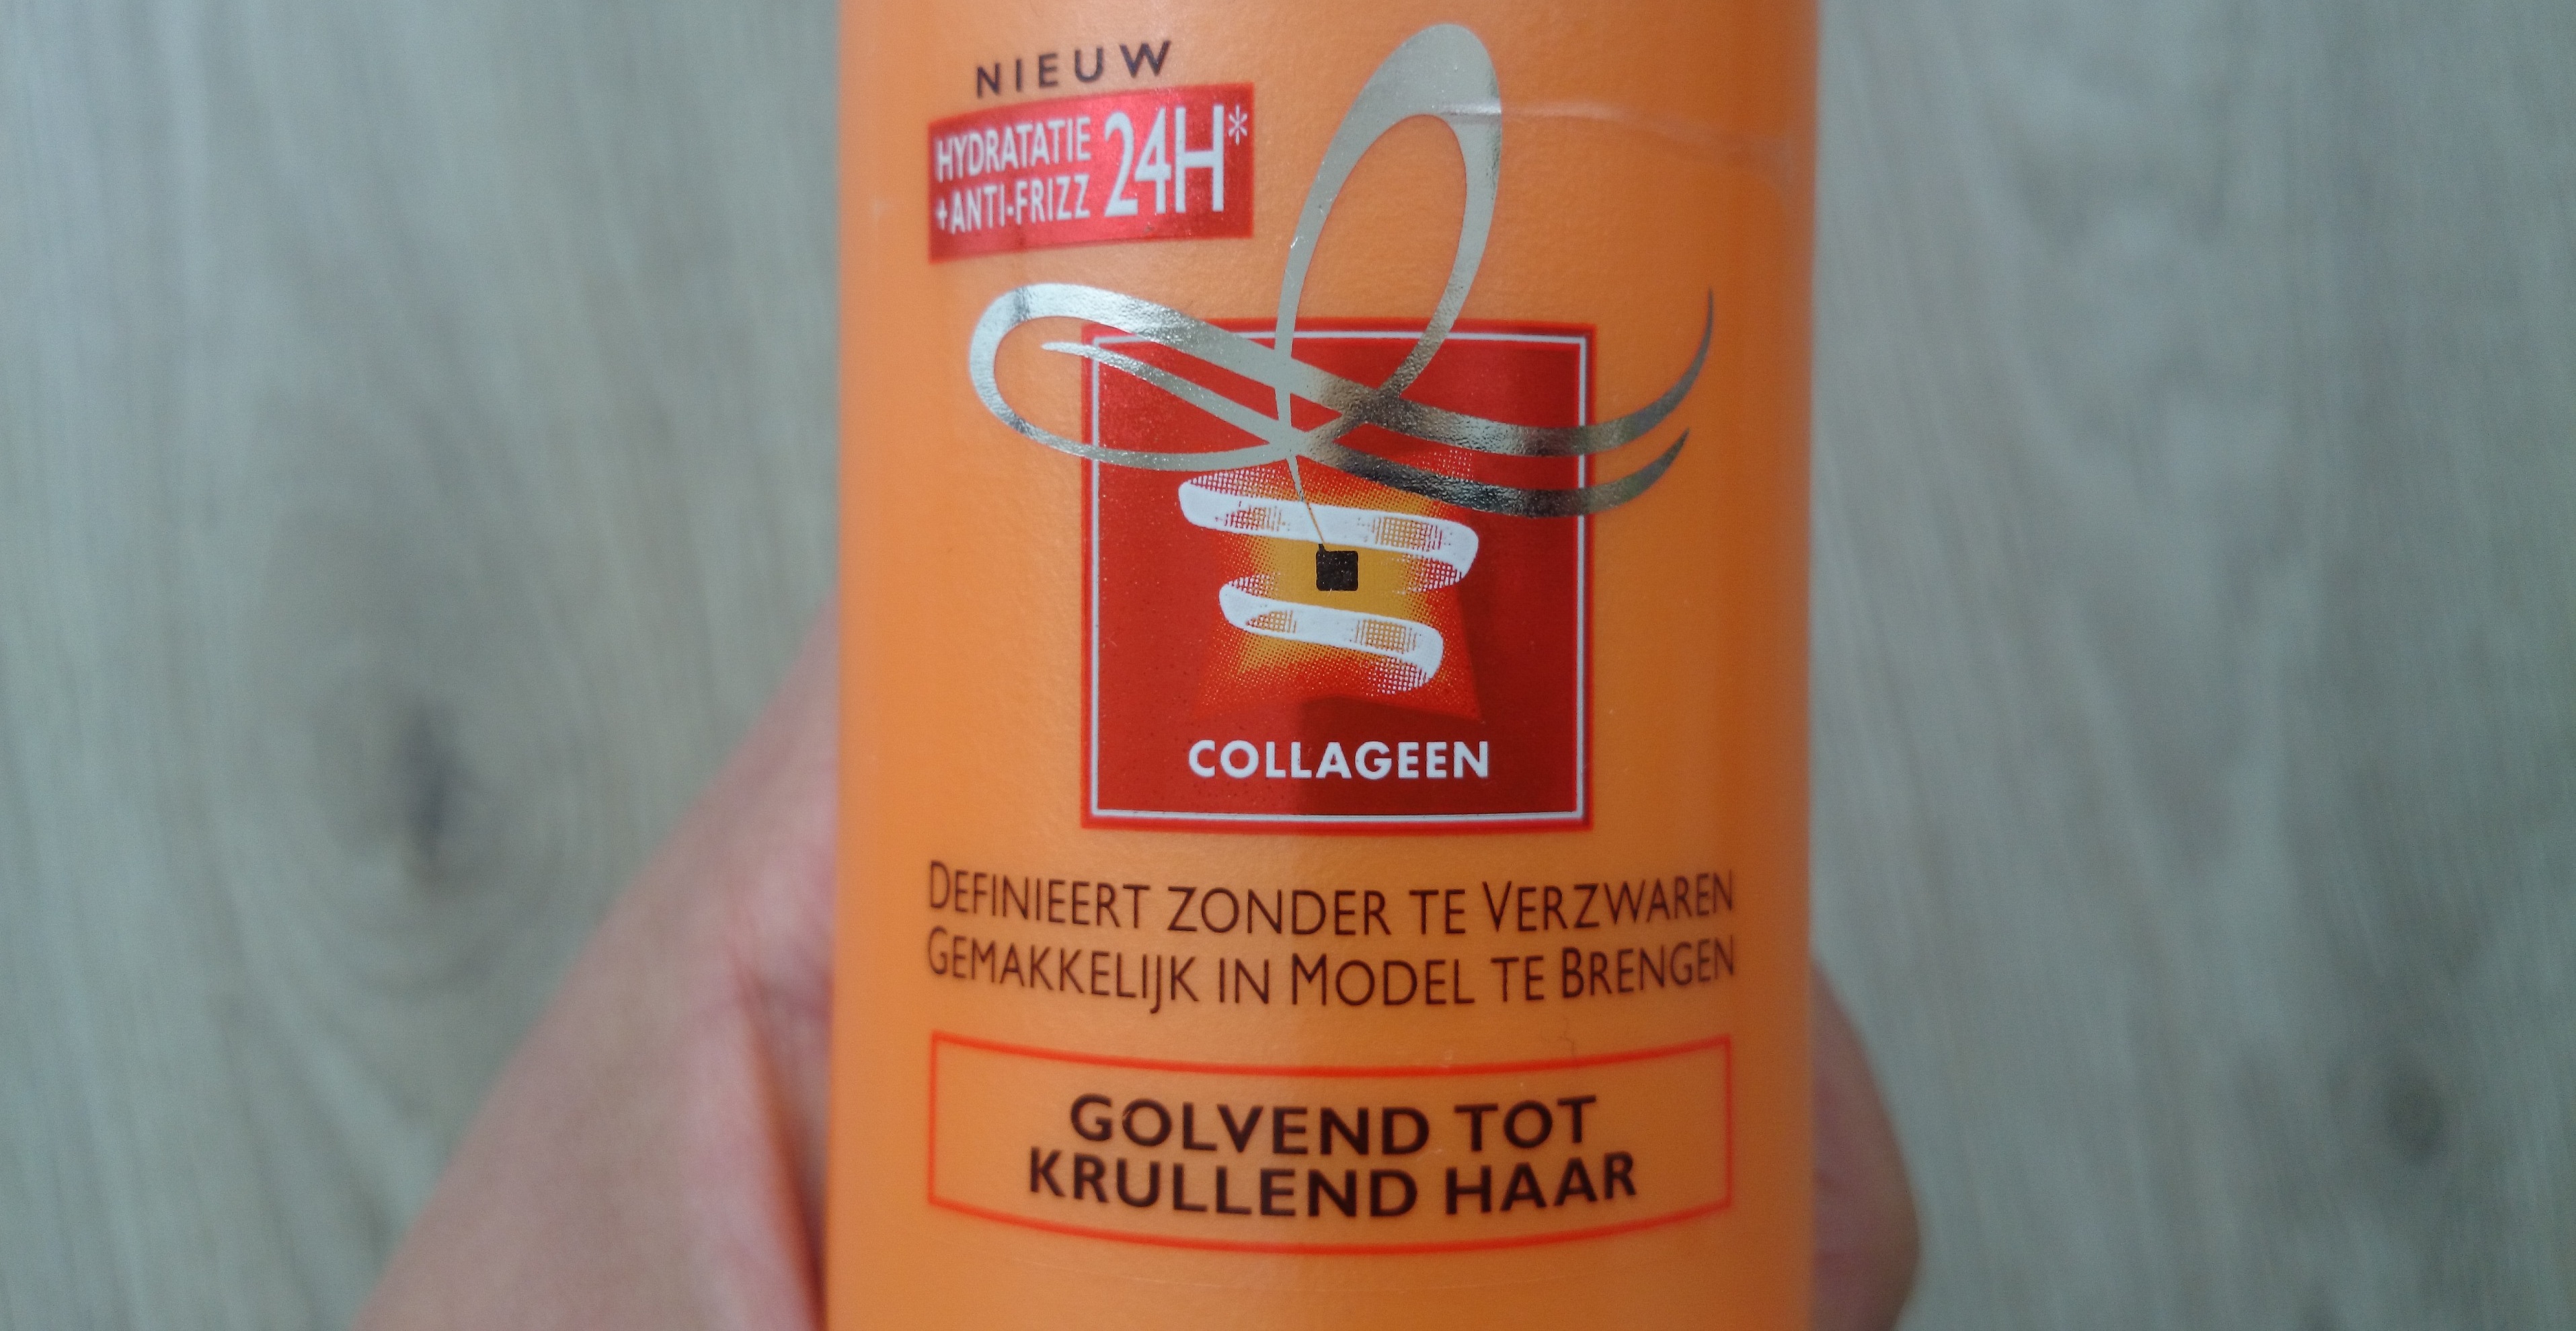 NIEUW
HYDRATATIE
+ANTI-FRIZZ 24H*
COLLAGEEN
DEFINIEERT ZONDER TE VERZWAREN
GEMAKKELIJK IN MODEL TE BRENGEN
GOLVEND TOT
KRULLEND HAAR